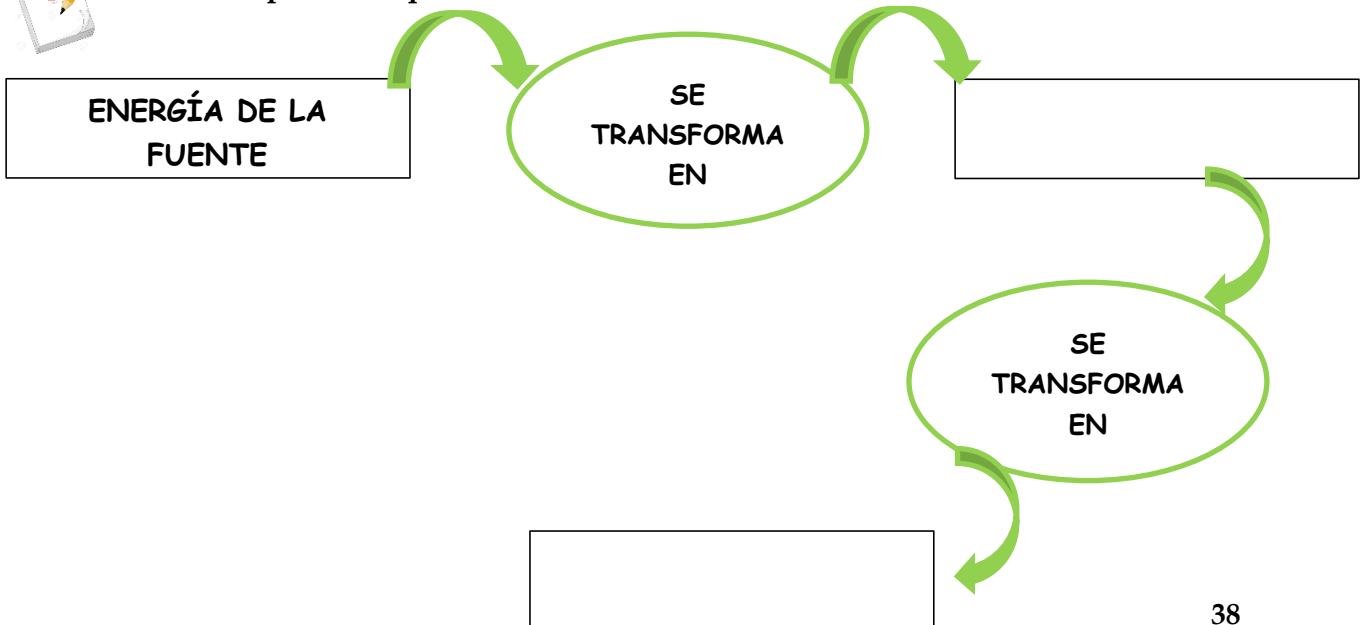 ENERGÍA DE LA
FUENTE
SE
TRANSFORMA
EN
SE
TRANSFORMA
EN
38